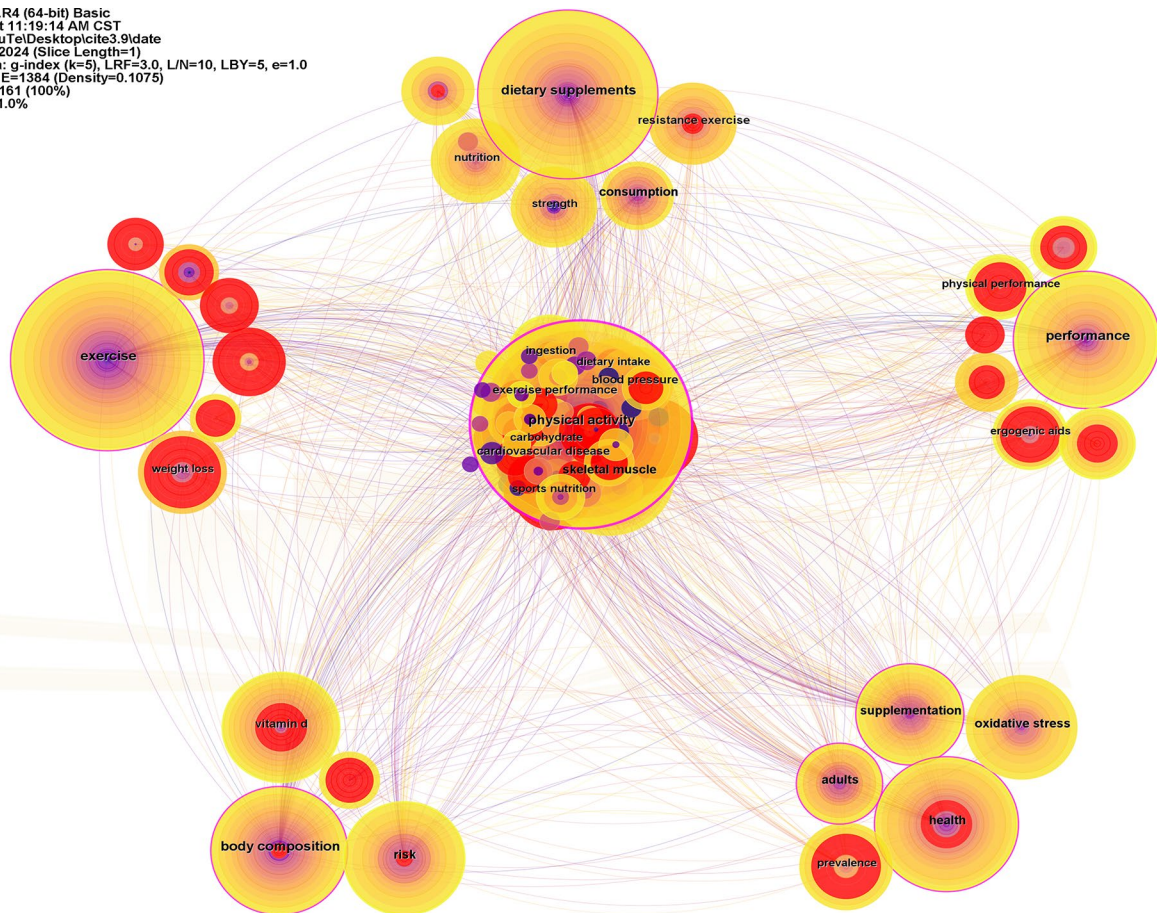 LR4 (64-bit) Basic
t 11:19:14 AM CST
uTe\Desktop\cite3.9\date
2024 (Slice Length=1)
: g-index (k=5), LRF=3.0, L/N=10, LBY=5, e=1.0
E=1384 (Density=0.1075)
161 (100%)
1.0%
dietary supplements
resistance exercise
nutrition
consumption
strength
physical performance
performance
ergogenic aids
exercise
weight loss
ingestion
dietary intake
blood pressure
exercise performance
physical activity
carbohydrate
cardiovascular disease
skeletal muscle
sports nutrition
vitamin d
body composition
risk
supplementation
oxidative stress
adults
health
prevalence